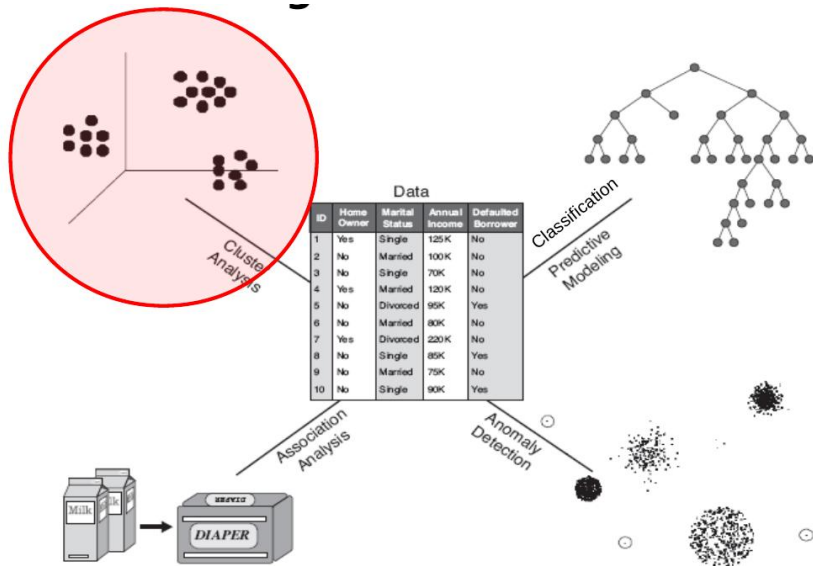 g
Data
ID Home Owner Marital Status Annual Income Defaulted Borrower
1 Yes Single 125K No
2 No Married 100K No
3 No Single 70K No
4 Yes Married 120K No
5 No Divorced 95K Yes
6 No Married 80K No
7 Yes Divorced 220K No
8 No Single 85K Yes
9 No Married 75K No
10 No Single 90K Yes
Cluster
Analysis
Classification
Predictive
Modeling
Association
Analysis
Anomaly
Detection
Milk
DIAPER
DIAPER